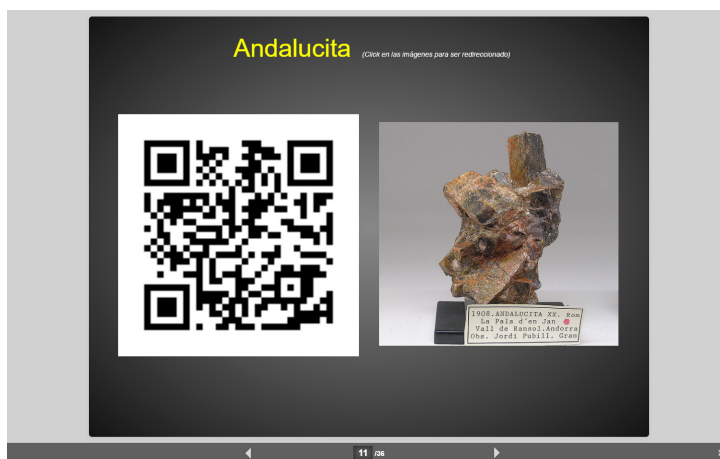 Andalucita (Click en las imágenes para ser redireccionado)
1908.ANDALUCITA XX. Rom
La Pala d´en Jan
Vall de Ransol.Andorra
Obs. Jordi Pubill. Gran
11 /36